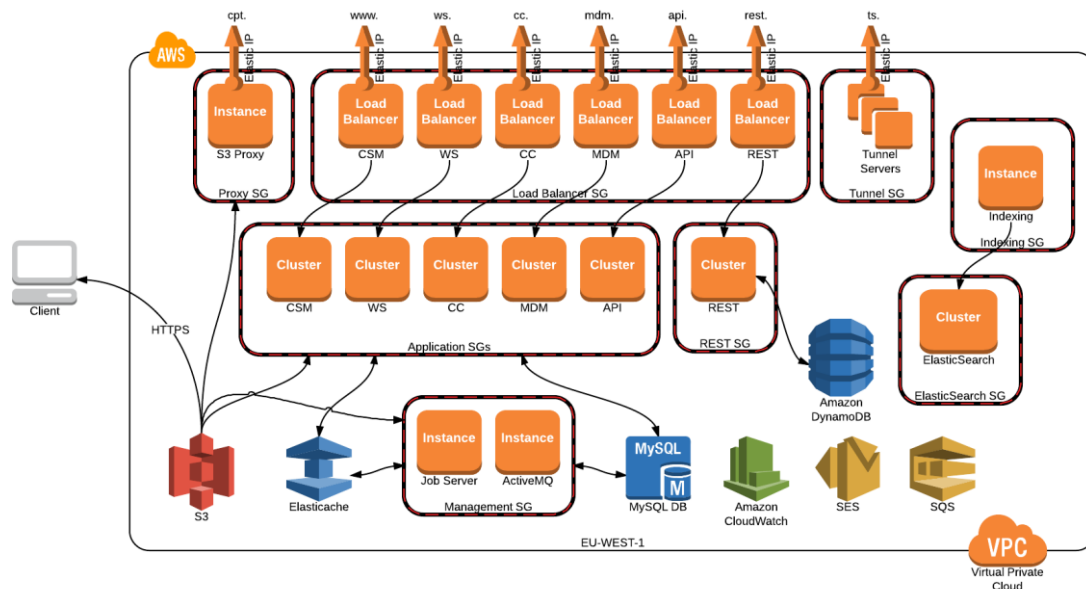 cpt.
www.
ws.
cc.
mdm.
api.
rest.
ts.
AWS
Elastic IP
Elastic IP
Elastic IP
Elastic IP
Elastic IP
Elastic IP
Elastic IP
Elastic IP
Instance
S3 Proxy
Proxy SG
Load
Balancer
CSM
Load
Balancer
WS
Load
Balancer
CC
Load
Balancer
MDM
Load
Balancer
API
Load
Balancer
REST
Load Balancer SG
Tunnel
Servers
Tunnel SG
Instance
Indexing
Indexing SG
Client
HTTPS
Cluster
CSM
Cluster
WS
Cluster
CC
Cluster
MDM
Cluster
API
Application SGs
Cluster
REST
REST SG
Cluster
ElasticSearch
ElasticSearch SG
Amazon
DynamoDB
S3
Elasticache
Instance
Job Server
Instance
ActiveMQ
Management SG
MySQL
M
MySQL DB
Amazon
CloudWatch
SES
SQS
EU-WEST-1
VPC
Virtual Private
Cloud